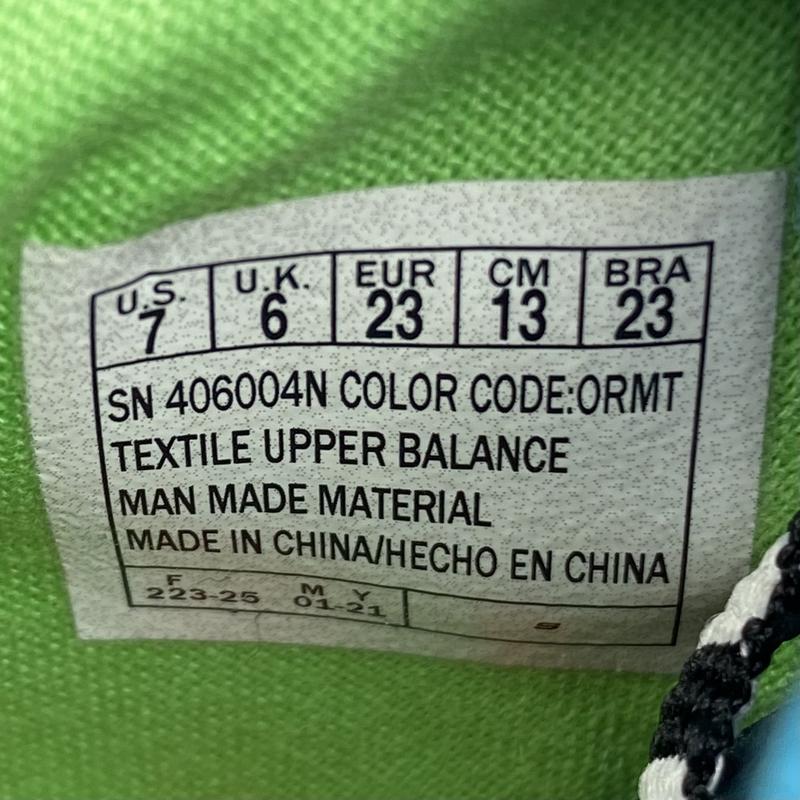 U.S. U.K. EUR CM BRA
7 6 23 13 23
SN 406004N COLOR CODE:ORMT
TEXTILE UPPER BALANCE
MAN MADE MATERIAL
MADE IN CHINA/HECHO EN CHINA
F M Y
223-25 01-21 S